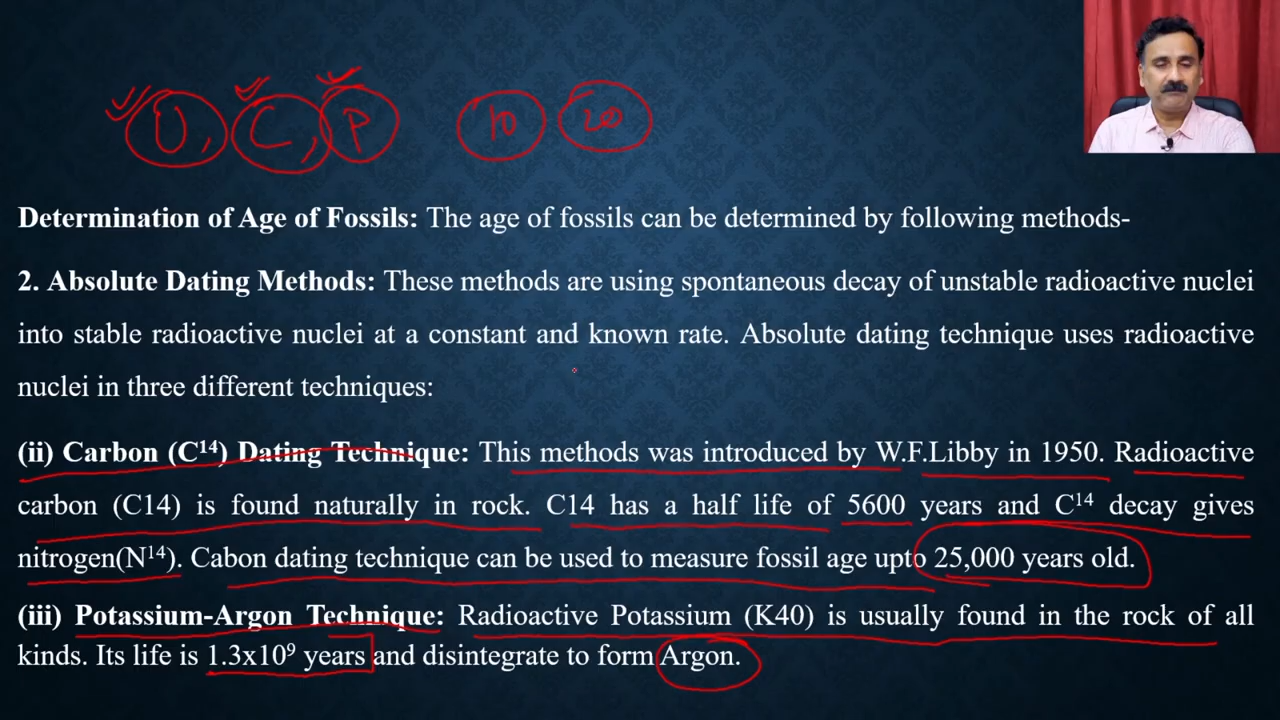 U, C, P 10 20
Determination of Age of Fossils: The age of fossils can be determined by following methods-
2. Absolute Dating Methods: These methods are using spontaneous decay of unstable radioactive nuclei
into stable radioactive nuclei at a constant and known rate. Absolute dating technique uses radioactive
nuclei in three different techniques:
(ii) Carbon (C¹⁴) Dating Technique: This methods was introduced by W.F.Libby in 1950. Radioactive
carbon (C14) is found naturally in rock. C14 has a half life of 5600 years and C¹⁴ decay gives
nitrogen(N¹⁴). Cabon dating technique can be used to measure fossil age upto 25,000 years old.
(iii) Potassium-Argon Technique: Radioactive Potassium (K40) is usually found in the rock of all
kinds. Its life is 1.3x10⁹ years and disintegrate to form Argon.